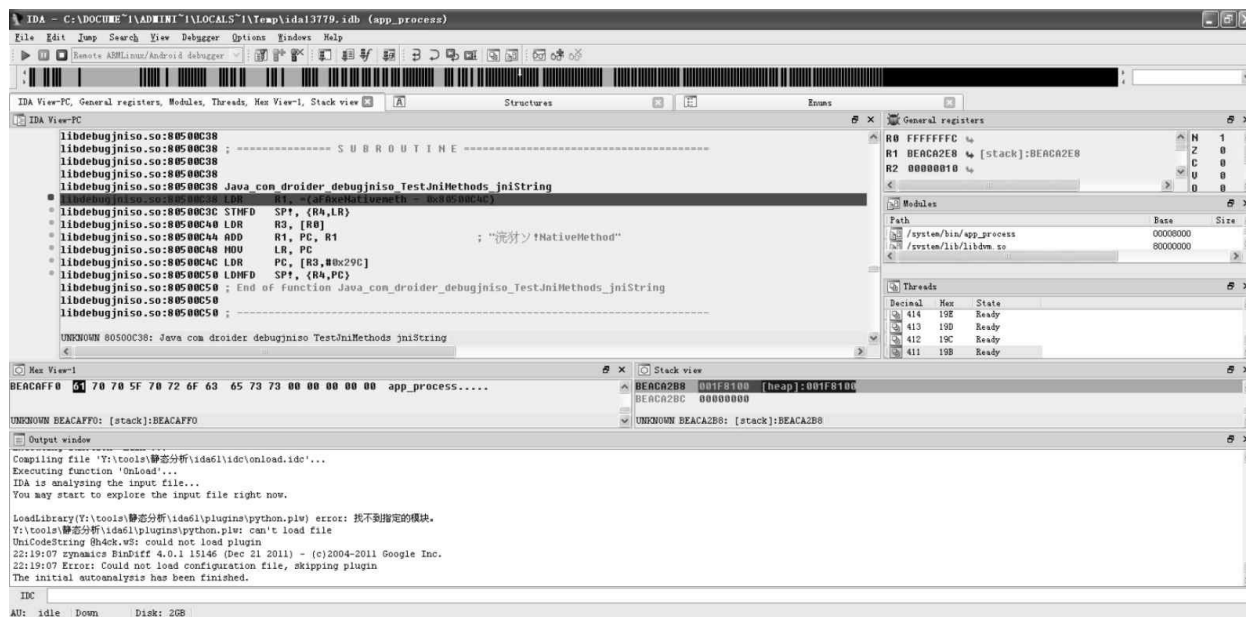 IDA - C:\DOCUME~1\ADMINI~1\LOCALS~1\Temp\ida13779.idb (app_process)
File Edit Jump Search View Debugger Options Windows Help
Remote ARMLinux/Android debugger
IDA View-PC, General registers, Modules, Threads, Hex View-1, Stack view
Structures
Enums
IDA View-PC
libdebugjniso.so:80500C38
libdebugjniso.so:80500C38 ; --------------- S U B R O U T I N E ---------------------------------------
libdebugjniso.so:80500C38
libdebugjniso.so:80500C38
libdebugjniso.so:80500C38 Java_com_droider_debugjniso_TestJniMethods_jniString
libdebugjniso.so:80500C38 LDR R1, =(aFAxeNativemeth - 0x80500C4C)
libdebugjniso.so:80500C3C STMFD SP!, {R4,LR}
libdebugjniso.so:80500C40 LDR R3, [R0]
libdebugjniso.so:80500C44 ADD R1, PC, R1 ; !NativeMethod"
libdebugjniso.so:80500C48 MOV LR, PC
libdebugjniso.so:80500C4C LDR PC, [R3,#0x29C]
libdebugjniso.so:80500C50 LDMFD SP!, {R4,PC}
libdebugjniso.so:80500C50 ; End of function Java_com_droider_debugjniso_TestJniMethods_jniString
libdebugjniso.so:80500C50
libdebugjniso.so:80500C50 ; ---------------------------------------------------------------------------
UNKNOWN 80500C38: Java_com_droider_debugjniso_TestJniMethods_jniString
General registers
R0 FFFFFFFC
R1 BEACA2E8 [stack]:BEACA2E8
R2 00000010
N 1
Z 0
C 0
V 0
Q 0
Modules
Path Base Size
/system/bin/app_process 00008000
/system/lib/libdvm.so 80000000
Threads
Decimal Hex State
414 19E Ready
413 19D Ready
412 19C Ready
411 19B Ready
Hex View-1
BEACAFF0 61 70 70 5F 70 72 6F 63 65 73 73 00 00 00 00 00 app_process.....
UNKNOWN BEACAFF0: [stack]:BEACAFF0
Stack view
BEACA2B8 001F8100 [heap]:001F8100
BEACA2BC 00000000
UNKNOWN BEACA2B8: [stack]:BEACA2B8
Output window
Compiling file 'Y:\tools\静态分析\ida61\idc\onload.idc'...
Executing function 'OnLoad'...
IDA is analysing the input file...
You may start to explore the input file right now.
LoadLibrary(Y:\tools\静态分析\ida61\plugins\python.plw) error: 找不到指定的模块。
Y:\tools\静态分析\ida61\plugins\python.plw: can't load file
UniCodeString @h4ck.wS: could not load plugin
22:19:07 zynamics BinDiff 4.0.1 15146 (Dec 21 2011) - (c)2004-2011 Google Inc.
22:19:07 Error: Could not load configuration file, skipping plugin
The initial autoanalysis has been finished.
IDC
AU: idle Down Disk: 2GB